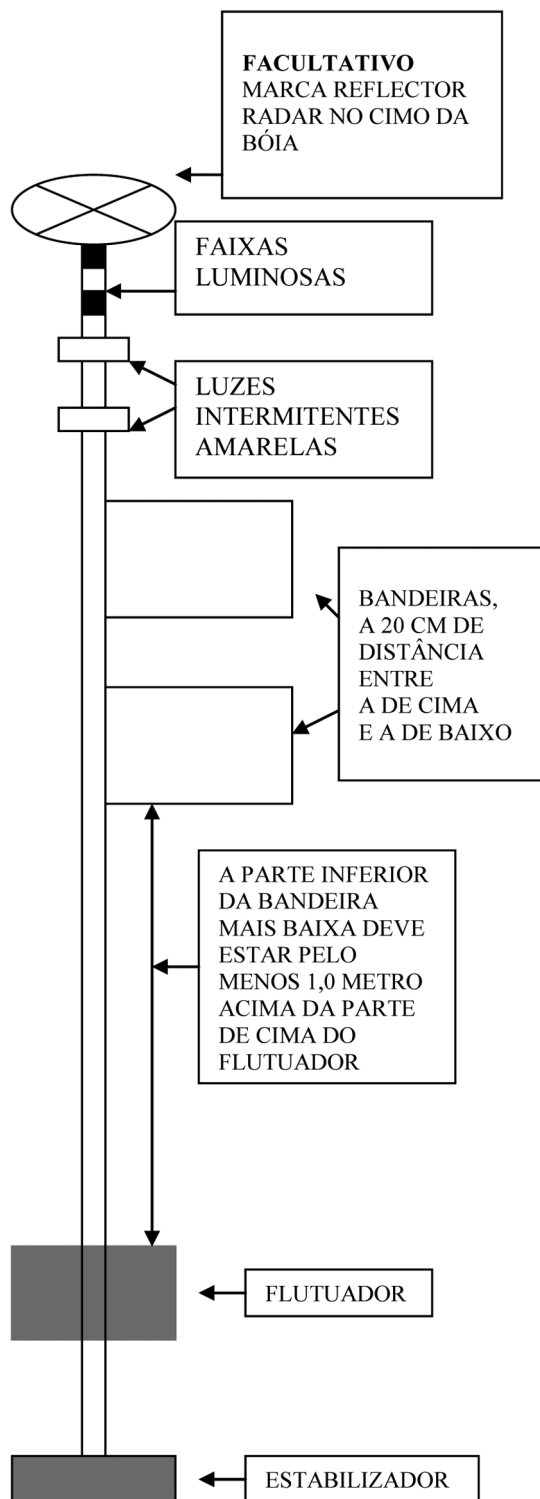 FACULTATIVO
MARCA REFLECTOR
RADAR NO CIMO DA
BÓIA
FAIXAS
LUMINOSAS
LUZES
INTERMITENTES
AMARELAS
BANDEIRAS,
A 20 CM DE
DISTÂNCIA
ENTRE
A DE CIMA
E A DE BAIXO
A PARTE INFERIOR
DA BANDEIRA
MAIS BAIXA DEVE
ESTAR PELO
MENOS 1,0 METRO
ACIMA DA PARTE
DE CIMA DO
FLUTUADOR
FLUTUADOR
ESTABILIZADOR